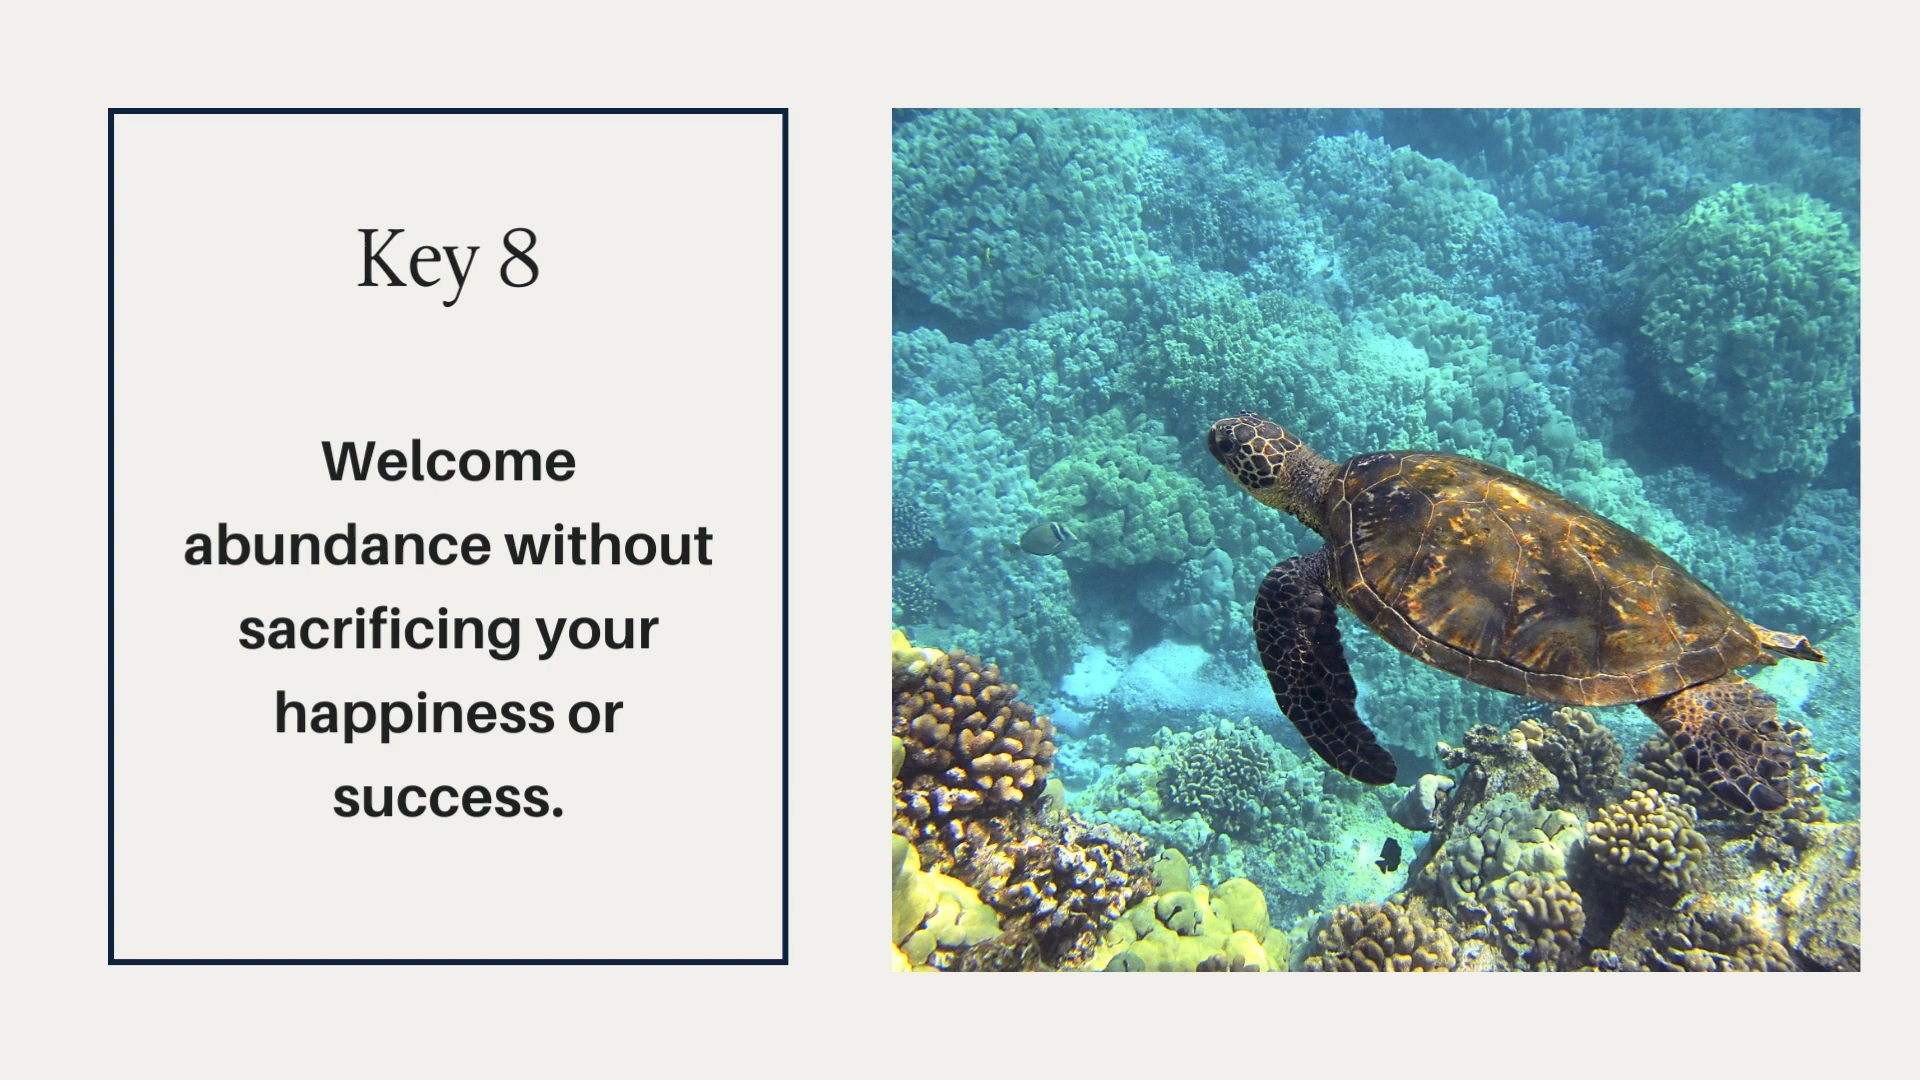 Key 8
Welcome
abundance without
sacrificing your
happiness or
success.